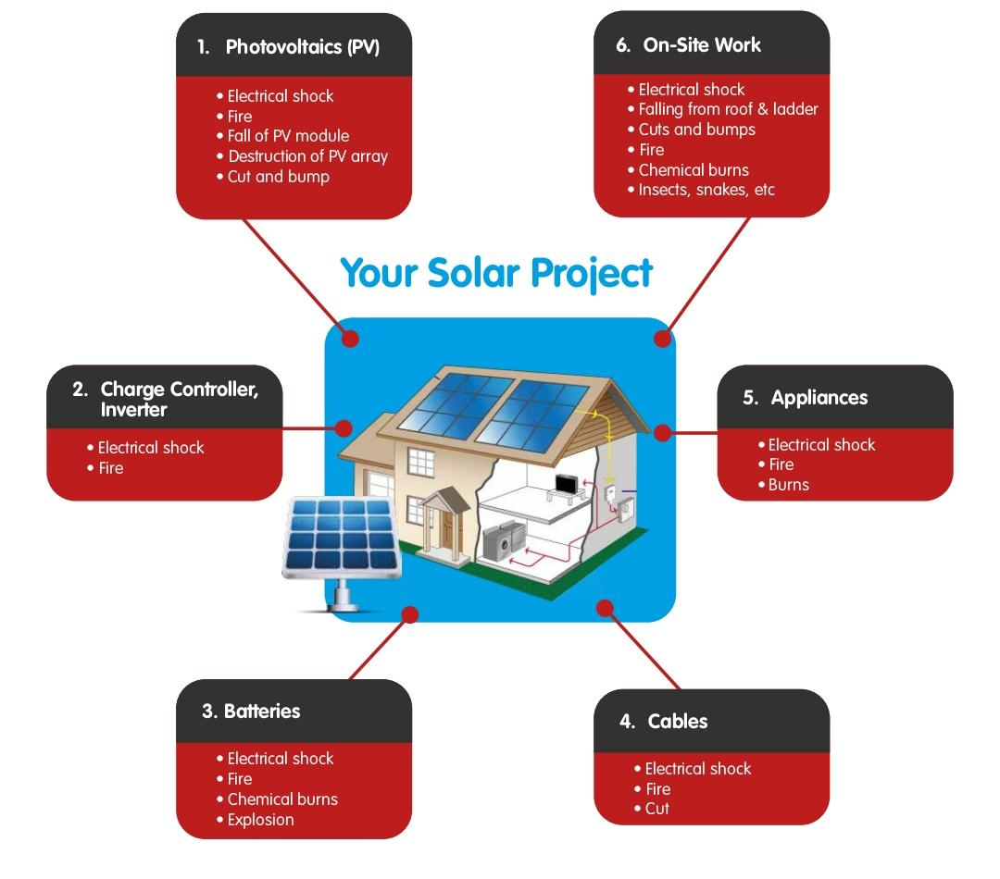 Your Solar Project
1. Photovoltaics (PV)
• Electrical shock
• Fire
• Fall of PV module
• Destruction of PV array
• Cut and bump
2. Charge Controller,
Inverter
• Electrical shock
• Fire
3. Batteries
• Electrical shock
• Fire
• Chemical burns
• Explosion
4. Cables
• Electrical shock
• Fire
• Cut
5. Appliances
• Electrical shock
• Fire
• Burns
6. On-Site Work
• Electrical shock
• Falling from roof & ladder
• Cuts and bumps
• Fire
• Chemical burns
• Insects, snakes, etc